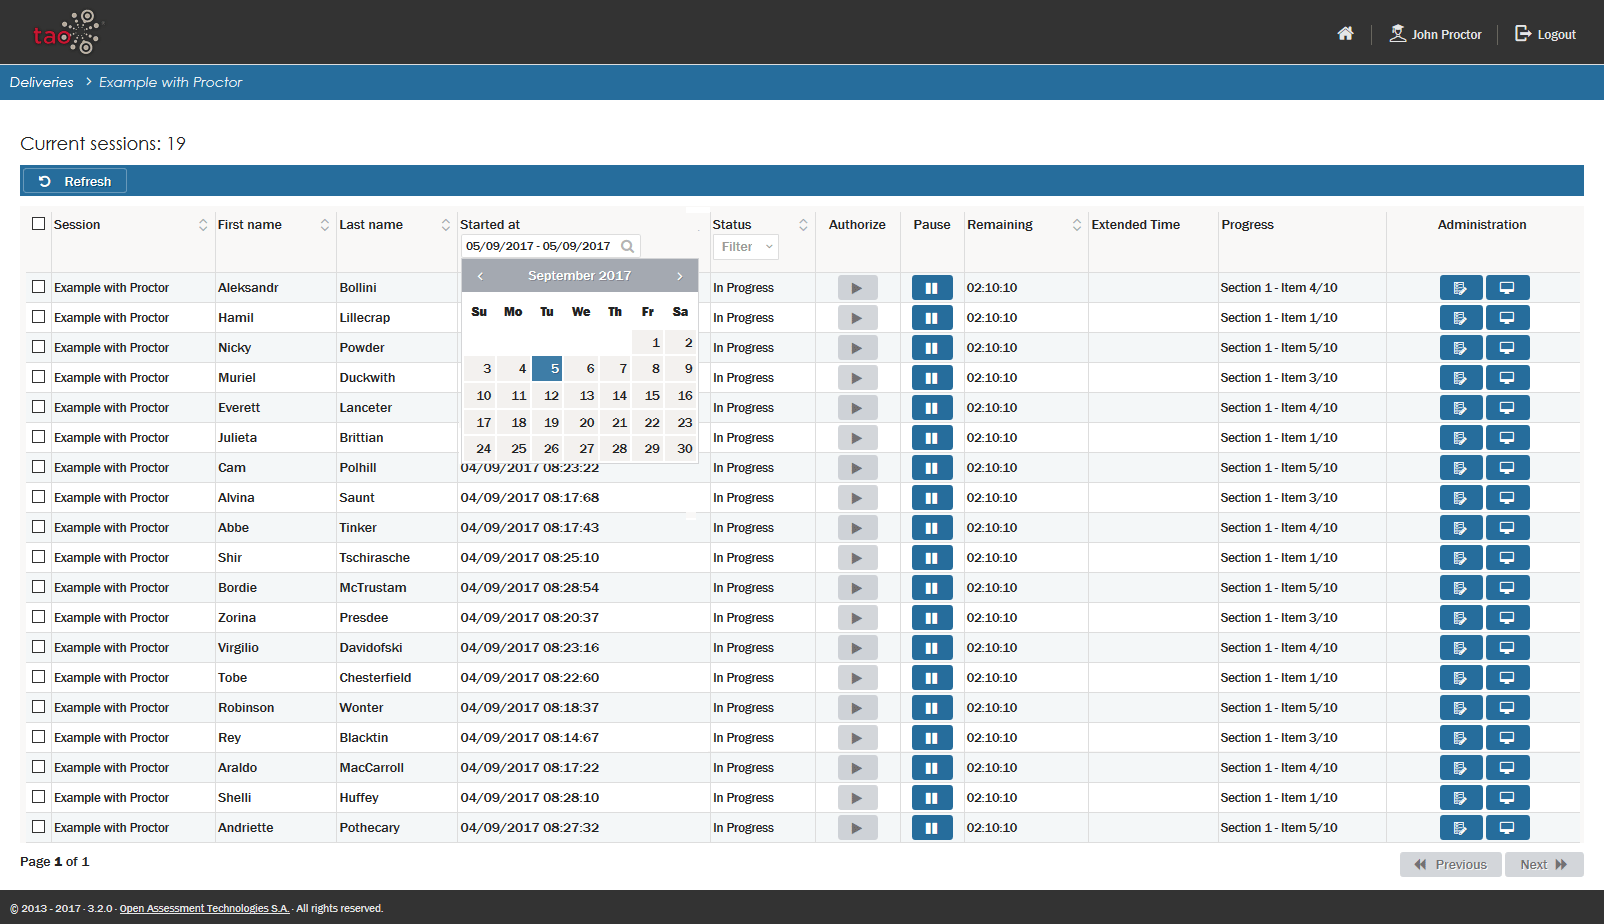 tao
John Proctor
Logout
Deliveries > Example with Proctor
Current sessions: 19
Refresh
Session First name Last name Started at Status Authorize Pause Remaining Extended Time Progress Administration
05/09/2017 - 05/09/2017 Filter
September 2017
Su Mo Tu We Th Fr Sa
1 2
3 4 5 6 7 8 9
10 11 12 13 14 15 16
17 18 19 20 21 22 23
24 25 26 27 28 29 30
Example with Proctor Aleksandr Bollini In Progress 02:10:10 Section 1 - Item 4/10
Example with Proctor Hamil Lillecrap In Progress 02:10:10 Section 1 - Item 1/10
Example with Proctor Nicky Powder In Progress 02:10:10 Section 1 - Item 5/10
Example with Proctor Muriel Duckwith In Progress 02:10:10 Section 1 - Item 3/10
Example with Proctor Everett Lanceter In Progress 02:10:10 Section 1 - Item 4/10
Example with Proctor Julieta Brittian In Progress 02:10:10 Section 1 - Item 1/10
Example with Proctor Cam Polhill 04/09/2017 08:23:22 In Progress 02:10:10 Section 1 - Item 5/10
Example with Proctor Alvina Saunt 04/09/2017 08:17:68 In Progress 02:10:10 Section 1 - Item 3/10
Example with Proctor Abbe Tinker 04/09/2017 08:17:43 In Progress 02:10:10 Section 1 - Item 4/10
Example with Proctor Shir Tschirasche 04/09/2017 08:25:10 In Progress 02:10:10 Section 1 - Item 1/10
Example with Proctor Bordie McTrustam 04/09/2017 08:28:54 In Progress 02:10:10 Section 1 - Item 5/10
Example with Proctor Zorina Presdee 04/09/2017 08:20:37 In Progress 02:10:10 Section 1 - Item 3/10
Example with Proctor Virgilio Davidofski 04/09/2017 08:23:16 In Progress 02:10:10 Section 1 - Item 4/10
Example with Proctor Tobe Chesterfield 04/09/2017 08:22:60 In Progress 02:10:10 Section 1 - Item 1/10
Example with Proctor Robinson Wonter 04/09/2017 08:18:37 In Progress 02:10:10 Section 1 - Item 5/10
Example with Proctor Rey Blacktin 04/09/2017 08:14:67 In Progress 02:10:10 Section 1 - Item 3/10
Example with Proctor Araldo MacCarroll 04/09/2017 08:17:22 In Progress 02:10:10 Section 1 - Item 4/10
Example with Proctor Shelli Huffey 04/09/2017 08:28:10 In Progress 02:10:10 Section 1 - Item 1/10
Example with Proctor Andriette Pothecary 04/09/2017 08:27:32 In Progress 02:10:10 Section 1 - Item 5/10
Page 1 of 1
Previous Next
© 2013 - 2017 · 3.2.0 · Open Assessment Technologies S.A. · All rights reserved.